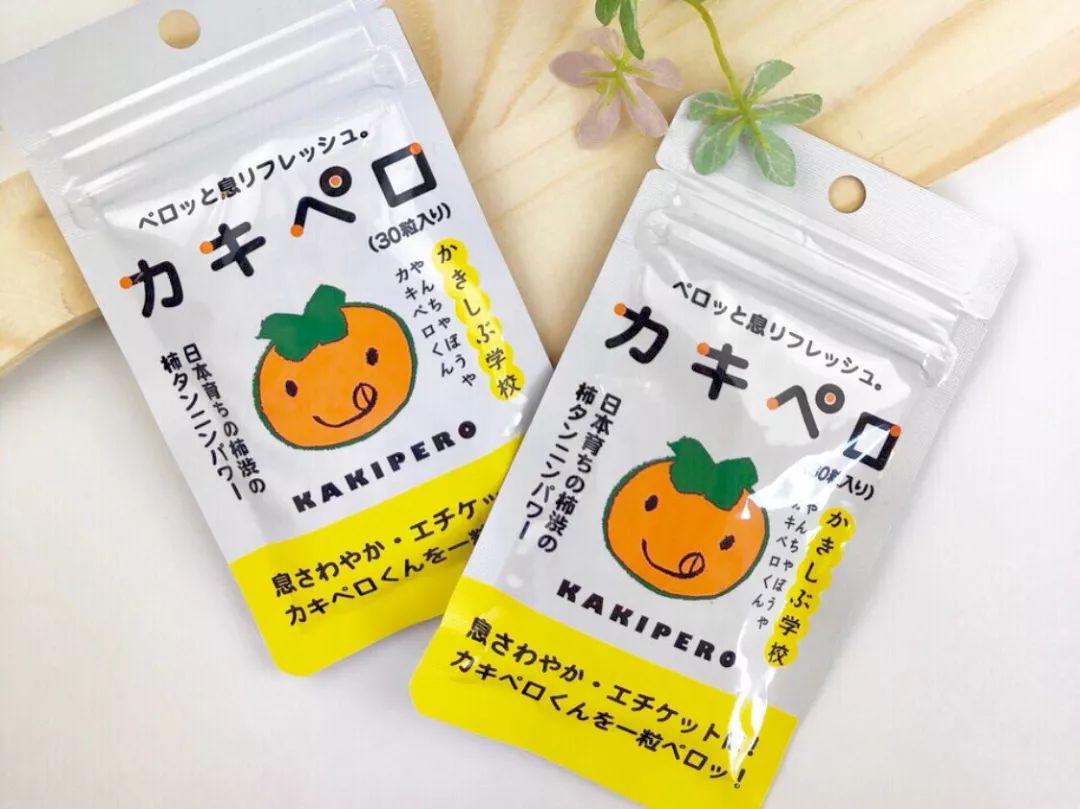 ペロッと息リフレッシュ。
カキペロ
(30粒入り)
かきしぶ学校
やんちゃぼうや
カキペロくん
日本育ちの柿渋の
柿タンニンパワー
KAKIPERO
息さわやか・エチケッ
カキペロくんを一粒
ペロッと息リフレッシュ。
カキペロ
(30粒入り)
かきしぶ学校
やんちゃぼうや
カキペロくん
日本育ちの柿渋の
柿タンニンパワー
KAKIPERO
息さわやか・エチケットに!
カキペロくんを一粒ペロッ!